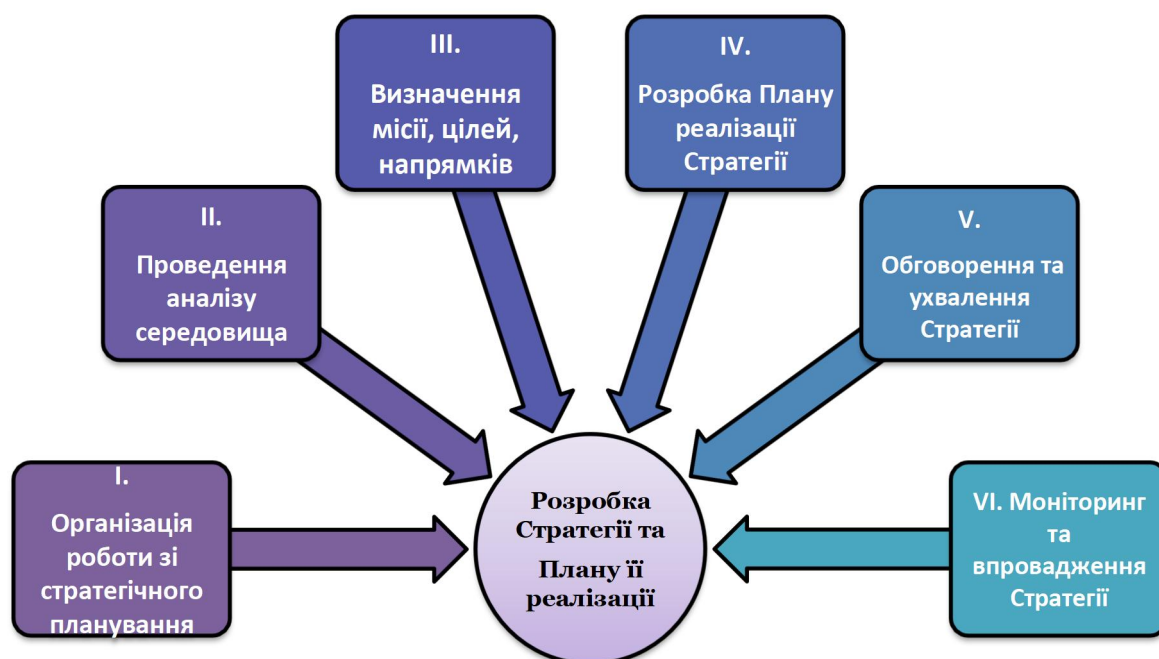 I.
Організація
роботи зі
стратегічного
планування
II.
Проведення
аналізу
середовища
III.
Визначення
місії, цілей,
напрямків
IV.
Розробка Плану
реалізації
Стратегії
V.
Обговорення та
ухвалення
Стратегії
VI. Моніторинг
та
впровадження
Стратегії
Розробка
Стратегії та
Плану її
реалізації